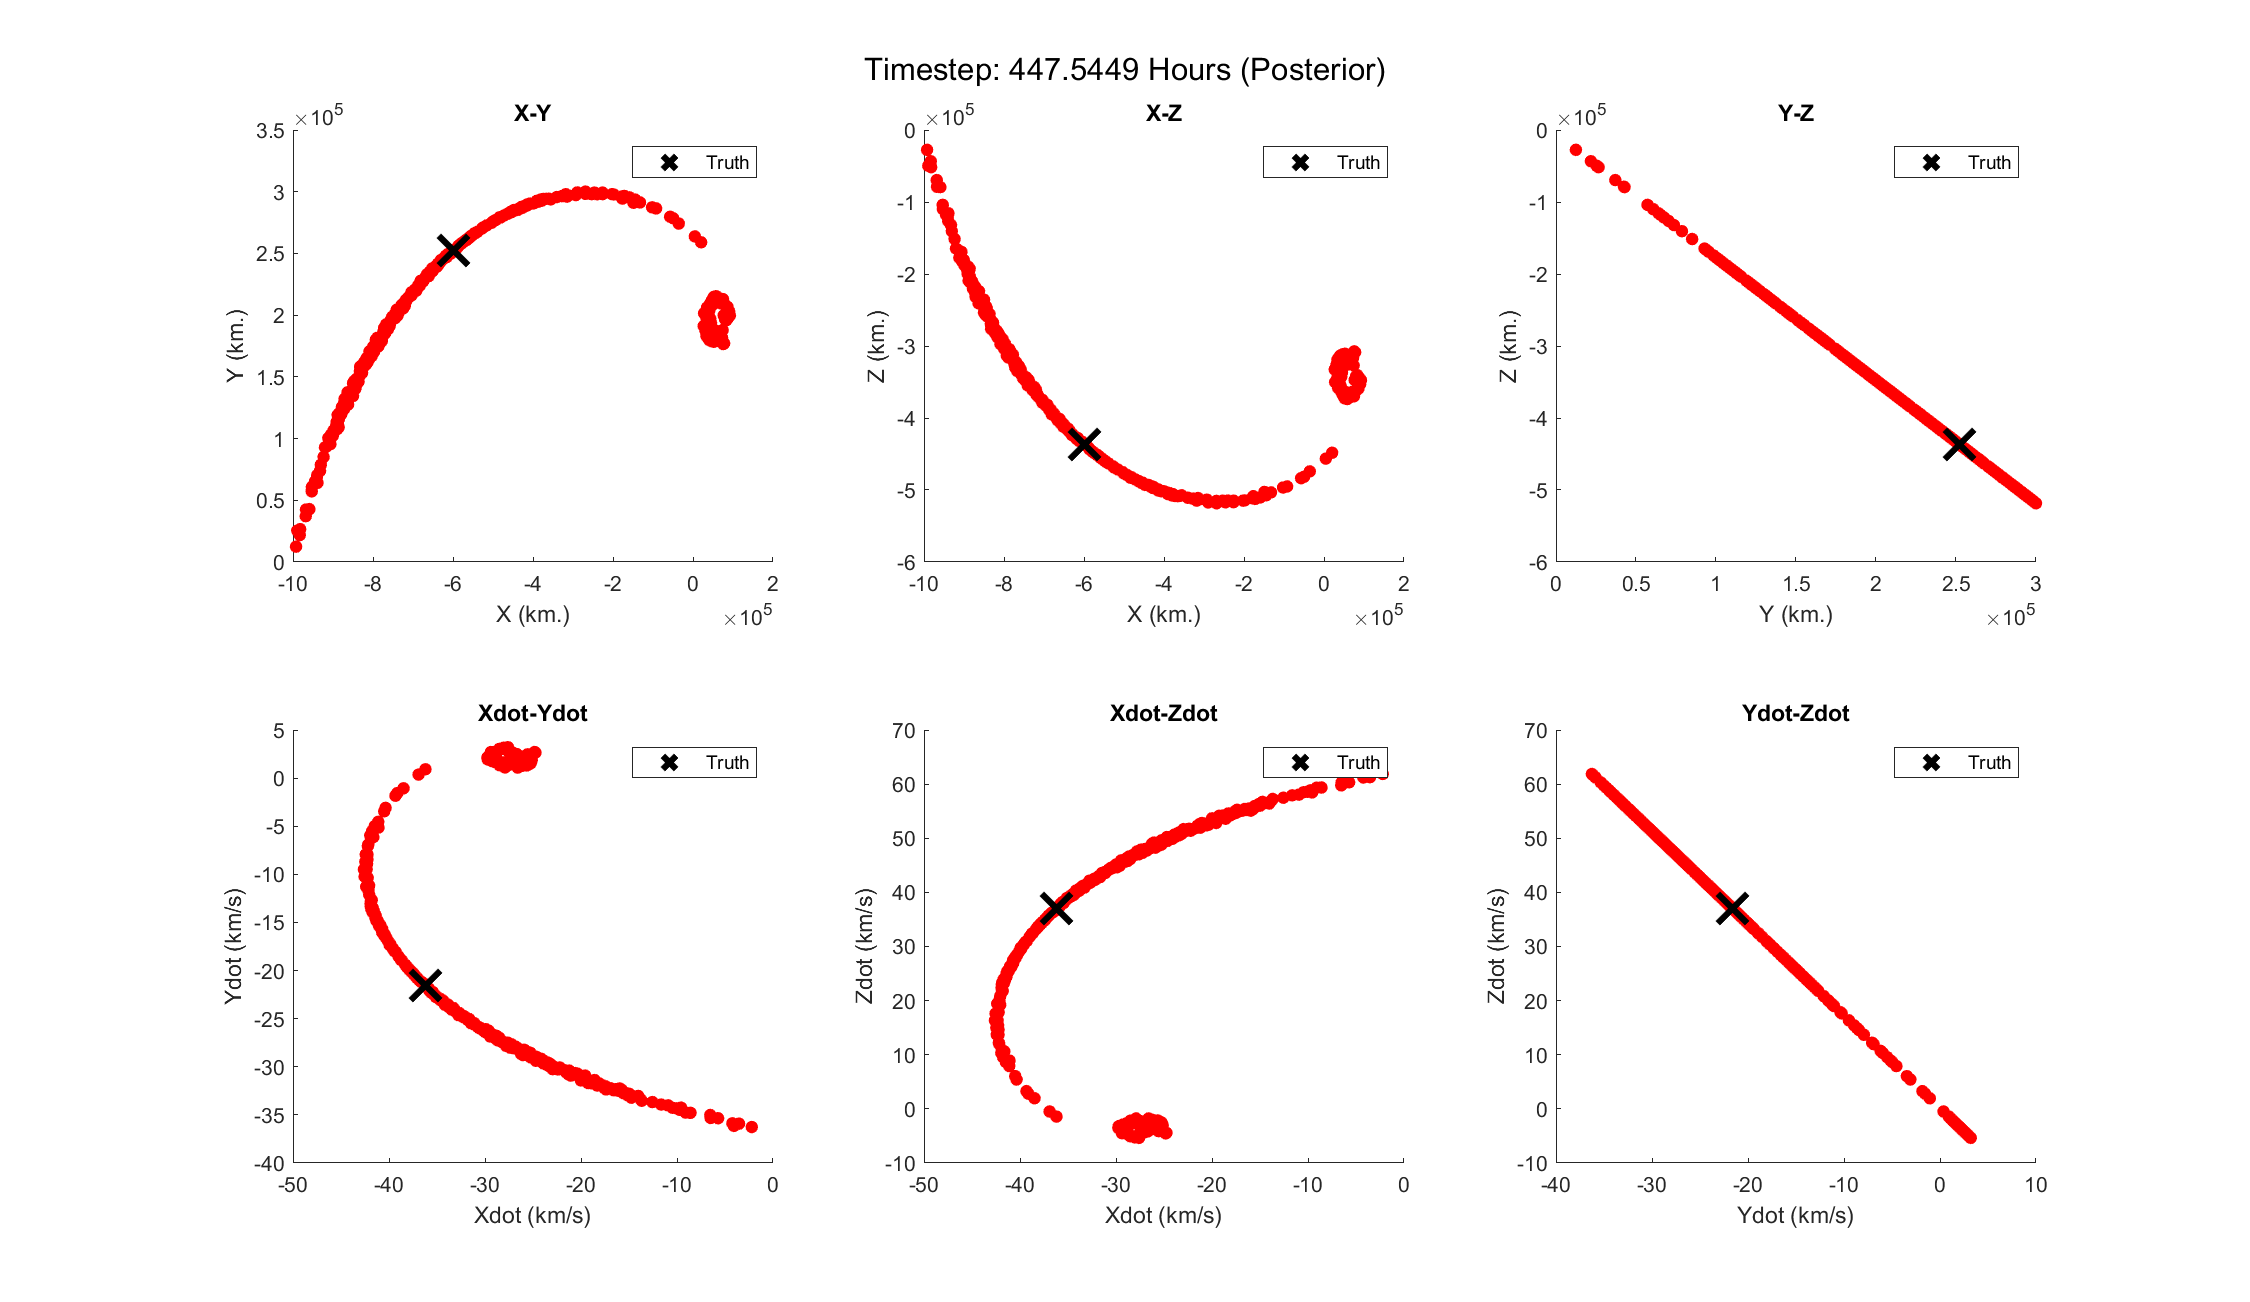 Timestep: 447.5449 Hours (Posterior)
X-Y
×10^5
3.5
3
2.5
2
1.5
1
0.5
0
Y (km.)
-10 -8 -6 -4 -2 0 2
X (km.)
×10^5
Truth
X-Z
×10^5
0
-1
-2
-3
-4
-5
-6
Z (km.)
-10 -8 -6 -4 -2 0 2
X (km.)
×10^5
Truth
Y-Z
×10^5
0
-1
-2
-3
-4
-5
-6
Z (km.)
0 0.5 1 1.5 2 2.5 3
Y (km.)
×10^5
Truth
Xdot-Ydot
5
0
-5
-10
-15
-20
-25
-30
-35
-40
Ydot (km/s)
-50 -40 -30 -20 -10 0
Xdot (km/s)
Truth
Xdot-Zdot
70
60
50
40
30
20
10
0
-10
Zdot (km/s)
-50 -40 -30 -20 -10 0
Xdot (km/s)
Truth
Ydot-Zdot
70
60
50
40
30
20
10
0
-10
Zdot (km/s)
-40 -30 -20 -10 0 10
Ydot (km/s)
Truth